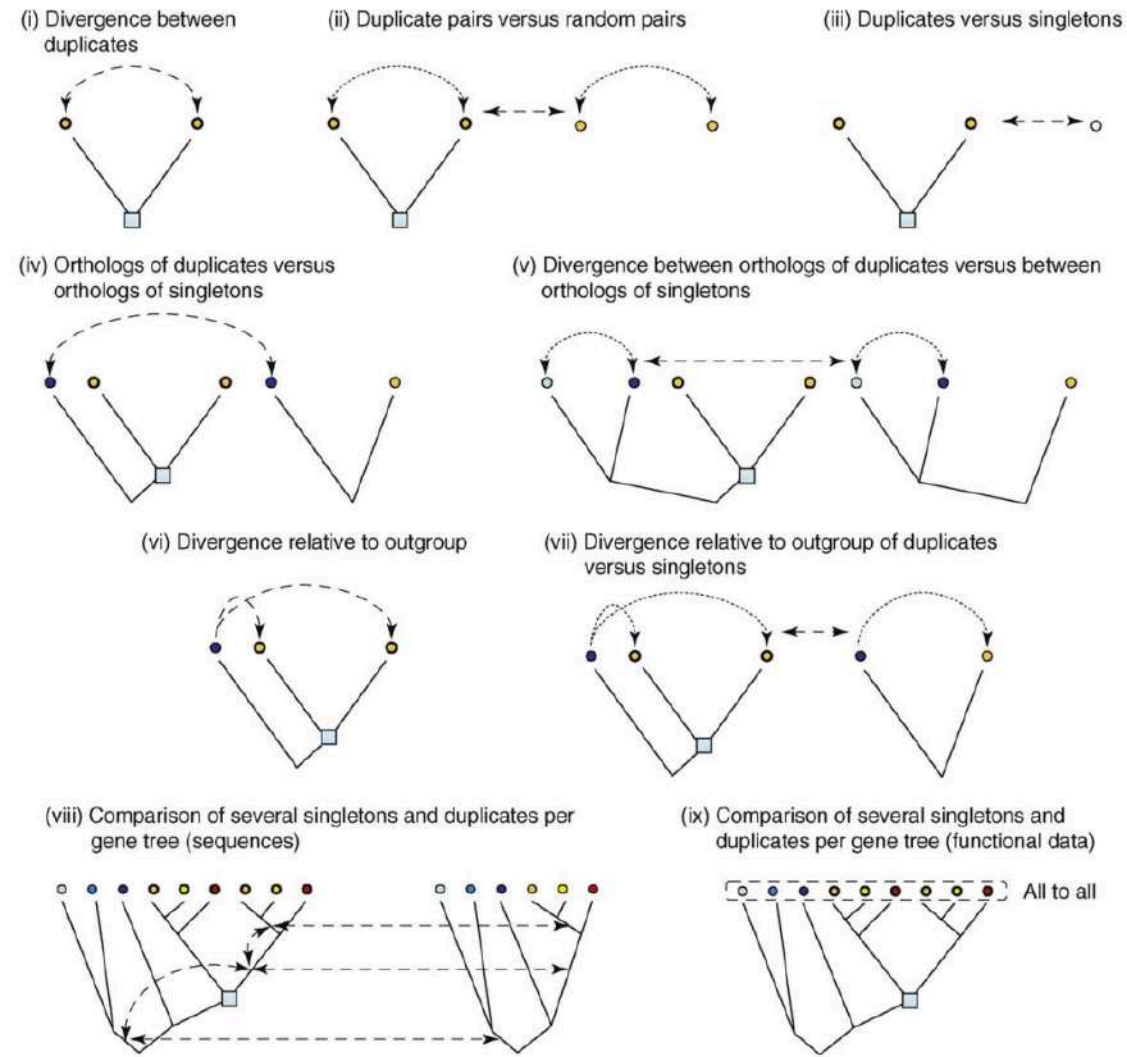 (i) Divergence between
duplicates
(ii) Duplicate pairs versus random pairs
(iii) Duplicates versus singletons
(iv) Orthologs of duplicates versus
orthologs of singletons
(v) Divergence between orthologs of duplicates versus between
orthologs of singletons
(vi) Divergence relative to outgroup
(vii) Divergence relative to outgroup of duplicates
versus singletons
(viii) Comparison of several singletons and duplicates per
gene tree (sequences)
(ix) Comparison of several singletons and
duplicates per gene tree (functional data)
All to all